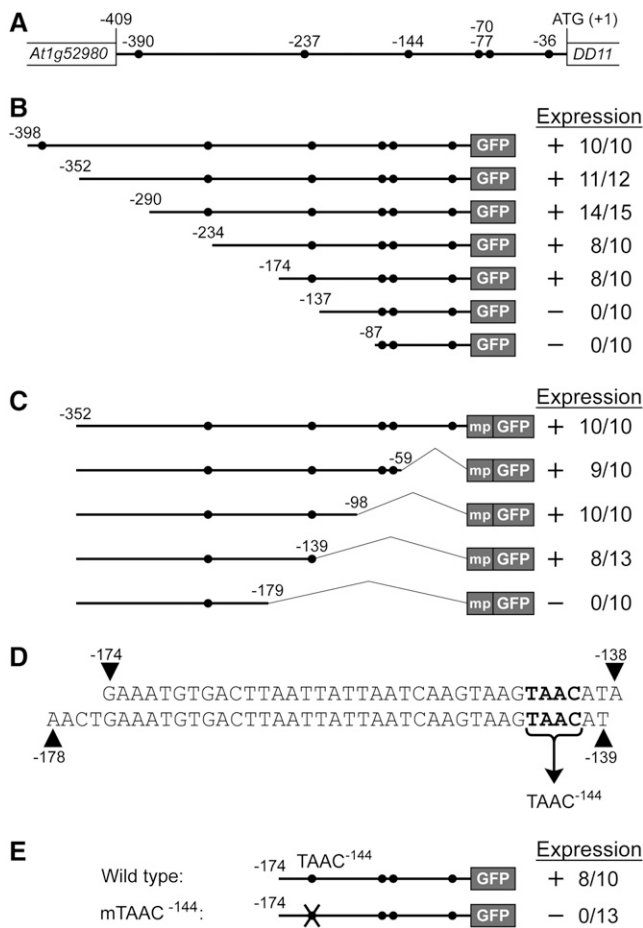 A
-409
ATG (+1)
At1g52980
-390
-237
-144
-70
-77
-36
DD11
B
Expression
-398
GFP + 10/10
-352
GFP + 11/12
-290
GFP + 14/15
-234
GFP + 8/10
-174
GFP + 8/10
-137
GFP − 0/10
-87
GFP − 0/10
C
Expression
-352
mp GFP + 10/10
-59
mp GFP + 9/10
-98
mp GFP + 10/10
-139
mp GFP + 8/13
-179
mp GFP − 0/10
D
-174
-138
GAAATGTGACTTAATTATTAATCAAGTAAGTAACATA
AACTGAAATGTGACTTAATTATTAATCAAGTAAGTAACAT
-178
-139
TAAC-144
E
Expression
Wild type: -174 TAAC-144 GFP + 8/10
mTAAC-144: -174 GFP − 0/13